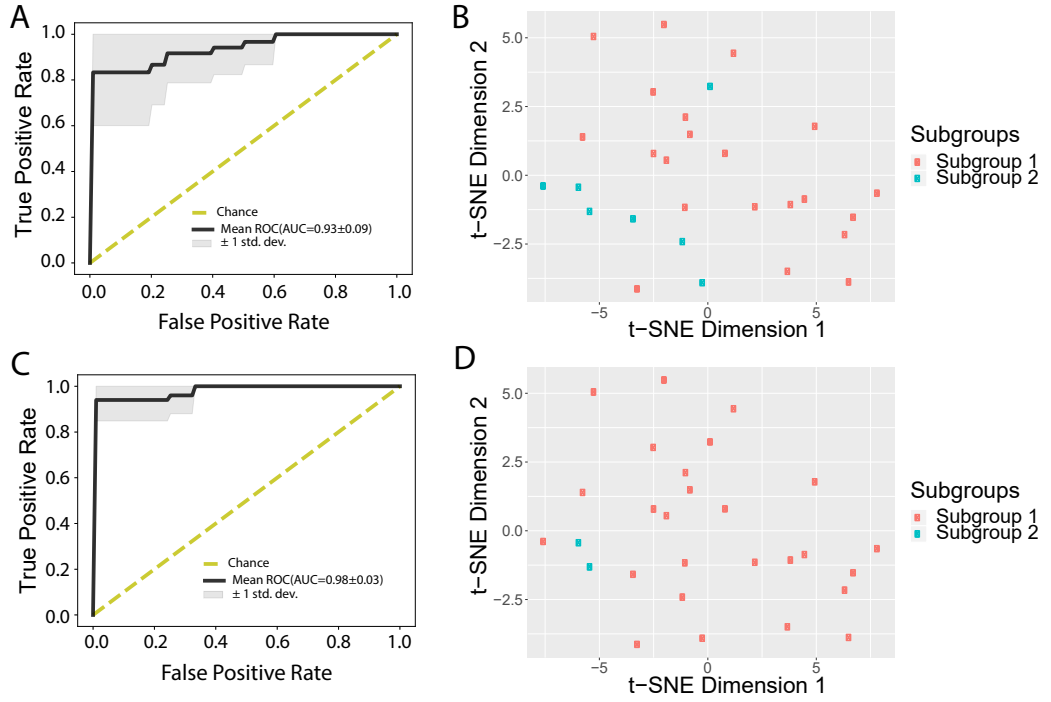 A
True Positive Rate
1.0
0.8
0.6
0.4
0.2
0.0
Chance
Mean ROC(AUC=0.93±0.09)
± 1 std. dev.
0.0 0.2 0.4 0.6 0.8 1.0
False Positive Rate
B
t−SNE Dimension 2
5.0
2.5
0.0
−2.5
−5 0 5
t−SNE Dimension 1
Subgroups
Subgroup 1
Subgroup 2
C
True Positive Rate
1.0
0.8
0.6
0.4
0.2
0.0
Chance
Mean ROC(AUC=0.98±0.03)
± 1 std. dev.
0.0 0.2 0.4 0.6 0.8 1.0
False Positive Rate
D
t−SNE Dimension 2
5.0
2.5
0.0
−2.5
−5 0 5
t−SNE Dimension 1
Subgroups
Subgroup 1
Subgroup 2